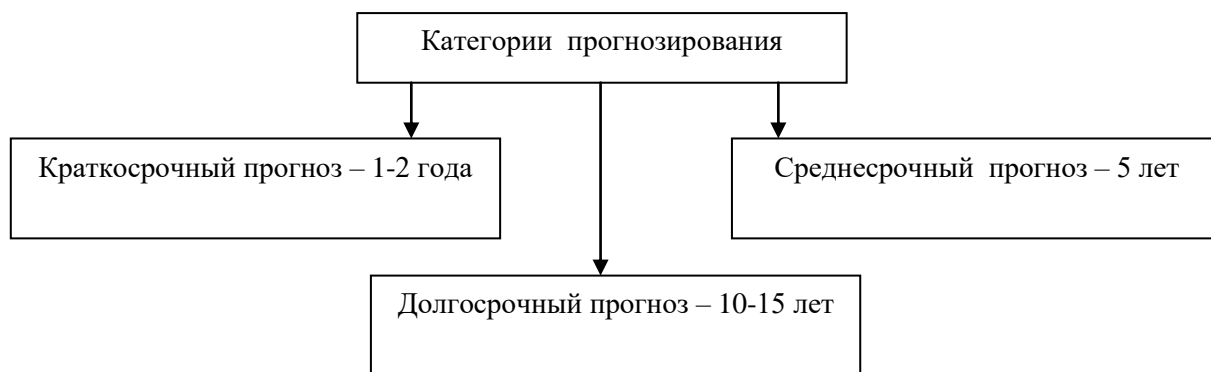 Категории прогнозирования
Краткосрочный прогноз – 1-2 года
Среднесрочный прогноз – 5 лет
Долгосрочный прогноз – 10-15 лет